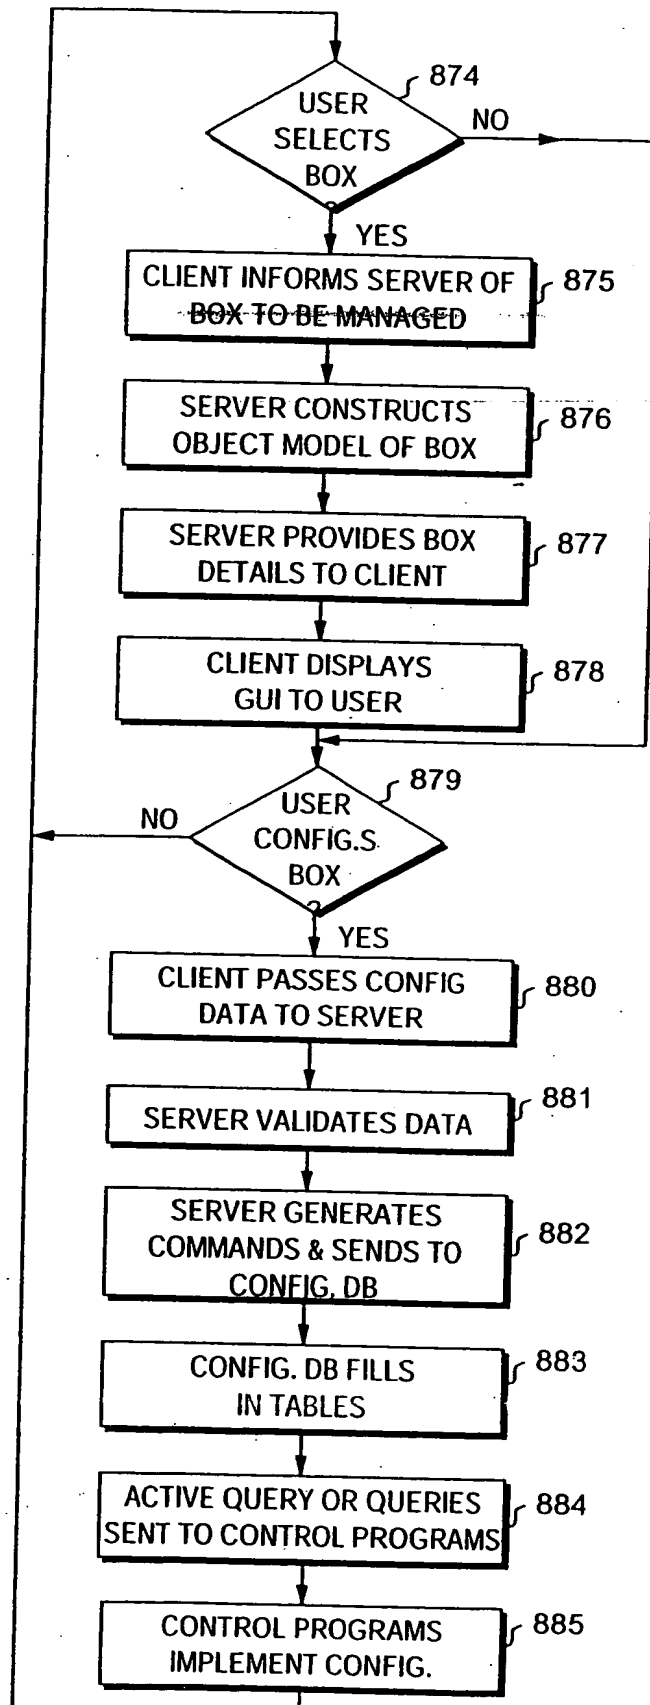 874
USER
SELECTS
BOX
?
NO
YES
CLIENT INFORMS SERVER OF
BOX TO BE MANAGED
875
SERVER CONSTRUCTS
OBJECT MODEL OF BOX
876
SERVER PROVIDES BOX
DETAILS TO CLIENT
877
CLIENT DISPLAYS
GUI TO USER
878
879
USER
CONFIG.S
BOX
?
NO
YES
CLIENT PASSES CONFIG
DATA TO SERVER
880
SERVER VALIDATES DATA
881
SERVER GENERATES
COMMANDS & SENDS TO
CONFIG. DB
882
CONFIG. DB FILLS
IN TABLES
883
ACTIVE QUERY OR QUERIES
SENT TO CONTROL PROGRAMS
884
CONTROL PROGRAMS
IMPLEMENT CONFIG.
885